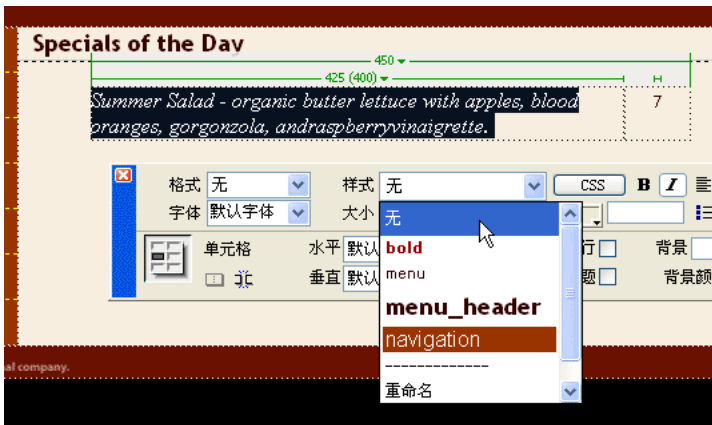 Specials of the Day
450
425 (400)
Summer Salad - organic butter lettuce with apples, blood
oranges, gorgonzola, andraspberryvinaigrette.
7
格式 无 样式 无 CSS B I
字体 默认字体 大小
无
单元格 水平 默认 行 背景
bold
垂直 默认 题 背景颜
menu
menu_header
navigation
-------------
重命名
al company.